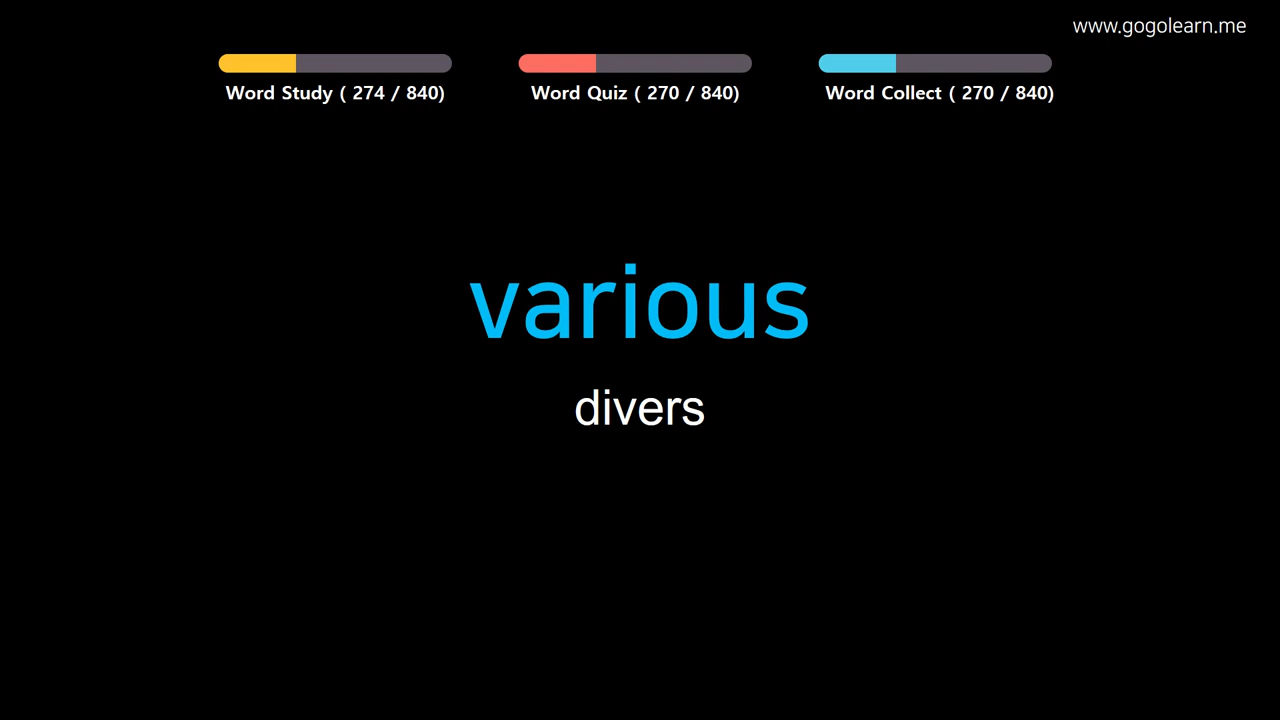 www.gogolearn.me
Word Study ( 274 / 840)
Word Quiz ( 270 / 840)
Word Collect ( 270 / 840)
various
divers